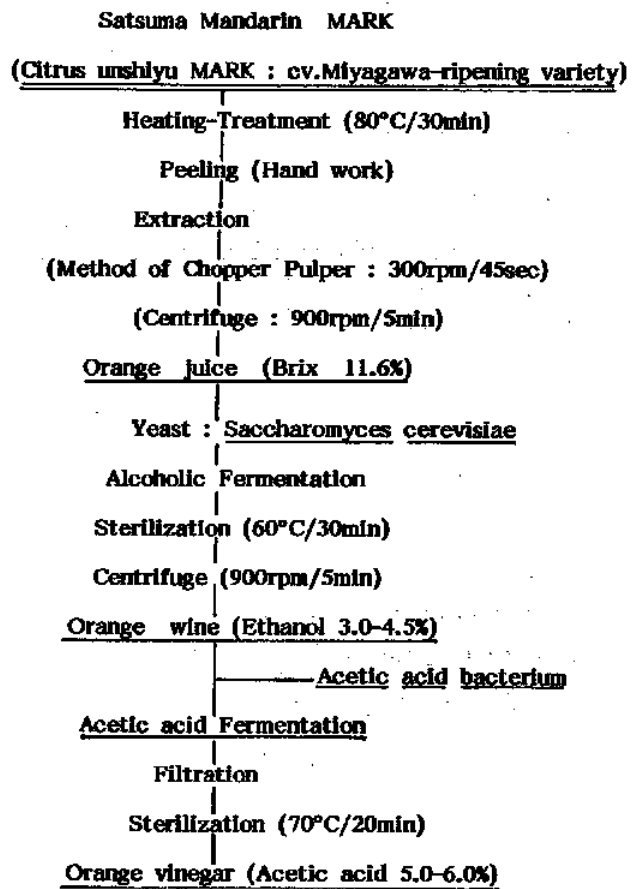 Satsuma Mandarin MARK
(Citrus unshiyu MARK : cv.Miyagawa-ripening variety)
Heating-Treatment (80°C/30min)
Peeling (Hand work)
Extraction
(Method of Chopper Pulper : 300rpm/45sec)
(Centrifuge : 900rpm/5min)
Orange juice (Brix 11.6%)
Yeast : Saccharomyces cerevisiae
Alcoholic Fermentation
Sterilization (60°C/30min)
Centrifuge (900rpm/5min)
Orange wine (Ethanol 3.0-4.5%)
Acetic acid bacterium
Acetic acid Fermentation
Filtration
Sterilization (70°C/20min)
Orange vinegar (Acetic acid 5.0-6.0%)